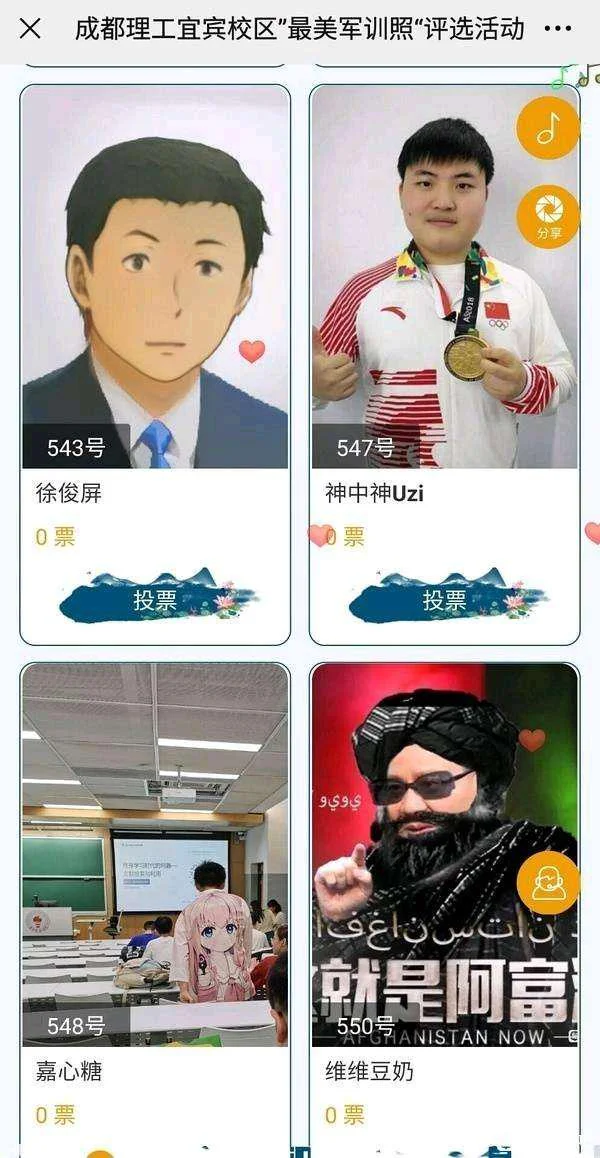 成都理工宜宾校区”最美军训照“评选活动
分享
AG2018
543号
547号
徐俊屏
神中神Uzi
0 票
0 票
投票
投票
ويوي
就是阿富
AFGHANISTAN NOW
548号
550号
嘉心糖
维维豆奶
0 票
0 票